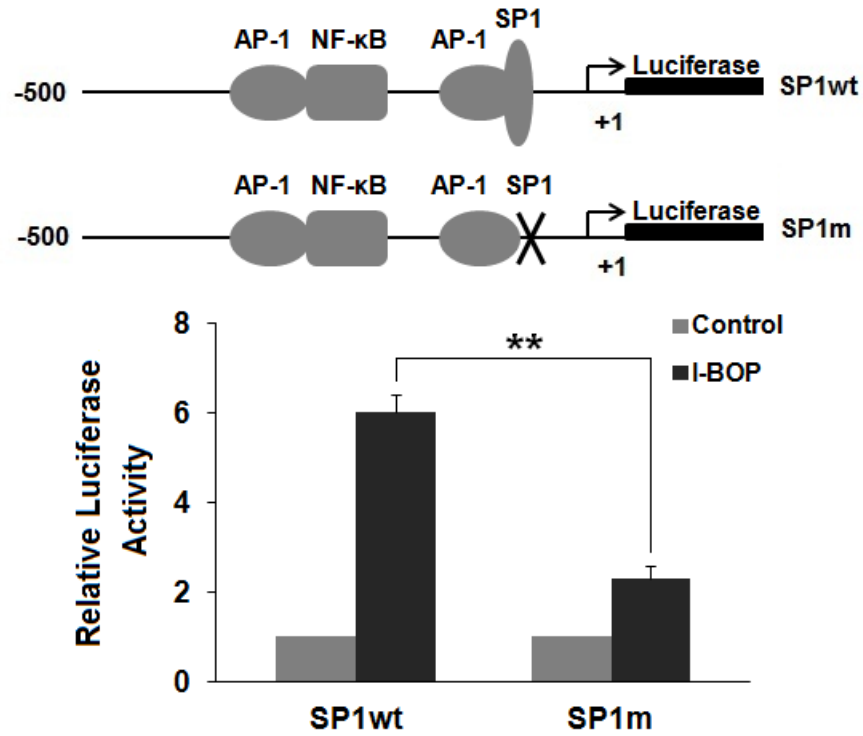 SP1
AP-1 NF-κB AP-1
Luciferase
-500
SP1wt
+1
AP-1 NF-κB AP-1 SP1
Luciferase
-500
SP1m
+1
8
6
4
2
0
Relative Luciferase
Activity
Control
I-BOP
**
SP1wt SP1m